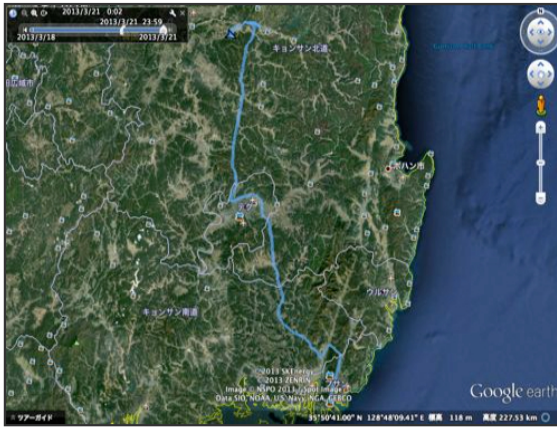 2013/3/21 0:02
2013/3/21 23:59
2013/3/18
2013/3/21
N
キョンサン北道
ポハン市
ウルサン
キョンサン南道
© 2013 SKEnergy
© 2013 ZENRIN
Image © NSPO 2013 / Spot Image
Data SIO, NOAA, U.S. Navy, NGA, GEBCO
Google earth
ツアーガイド
35°50'41.00" N 128°48'09.41" E 標高 118 m 高度 227.53 km